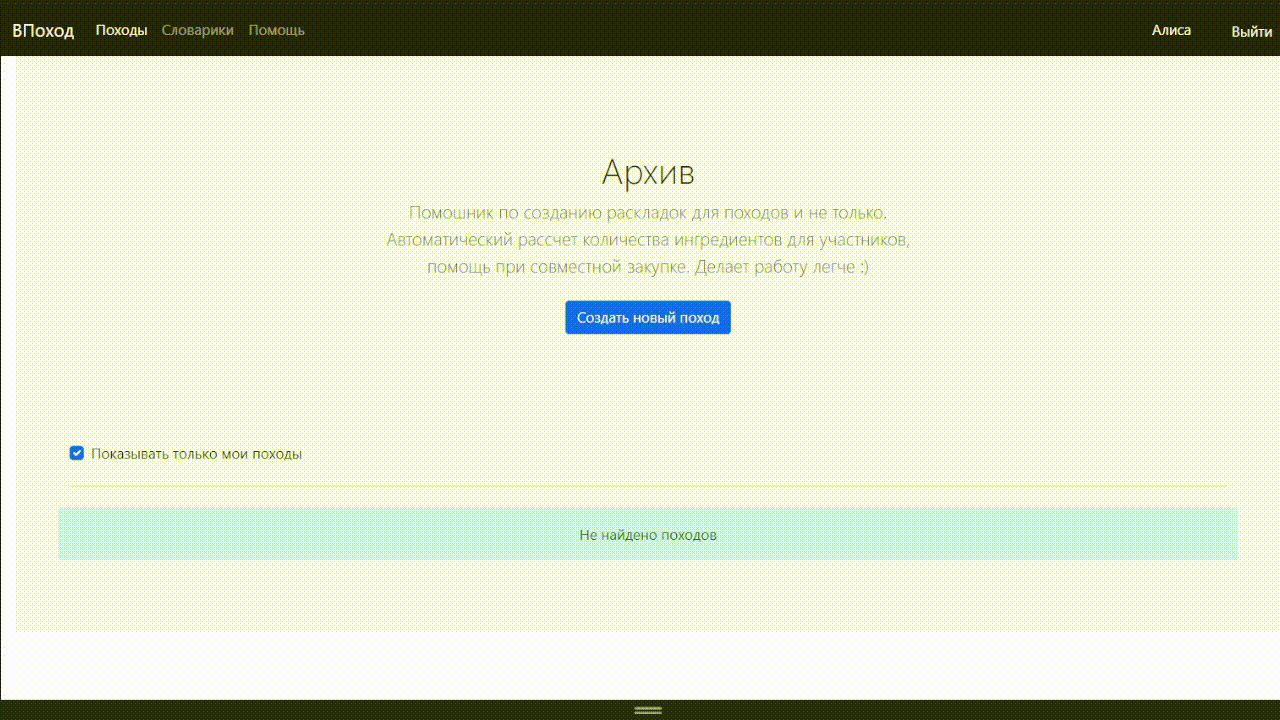 ВПоход Походы Словарики Помощь Алиса Выйти
Архив
Помошник по созданию раскладок для походов и не только.
Автоматический рассчет количества ингредиентов для участников,
помощь при совместной закупке. Делает работу легче :)
Создать новый поход
Показывать только мои походы
Не найдено походов